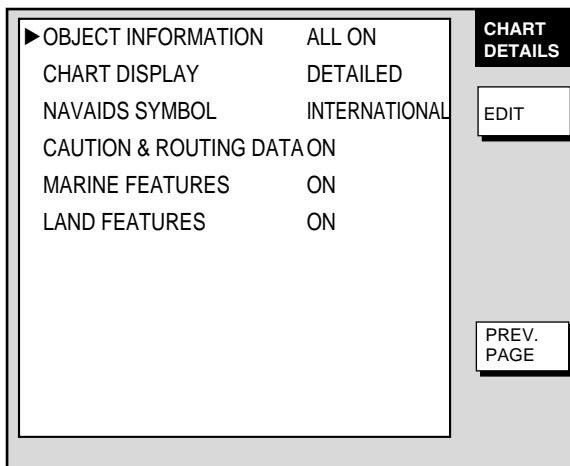 ▶OBJECT INFORMATION ALL ON
CHART DISPLAY DETAILED
NAVAIDS SYMBOL INTERNATIONAL
CAUTION & ROUTING DATA ON
MARINE FEATURES ON
LAND FEATURES ON
CHART
DETAILS
EDIT
PREV.
PAGE